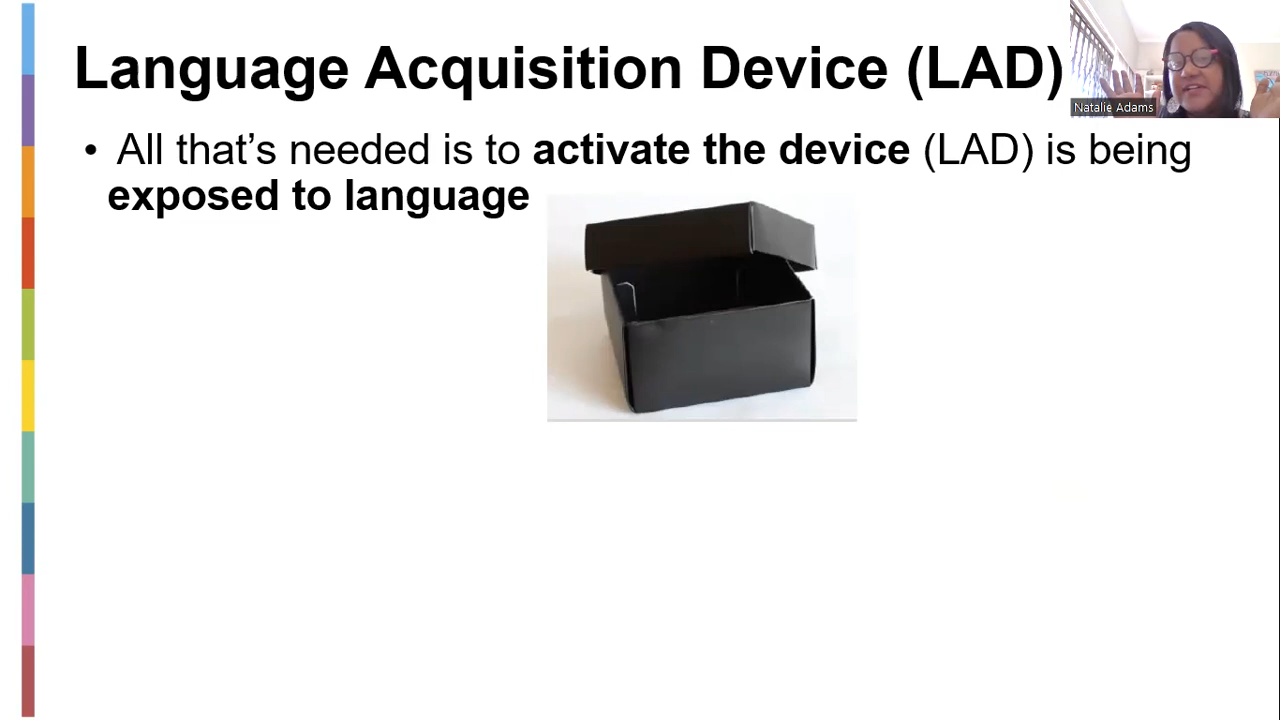 Language Acquisition Device (LAD)
• All that’s needed is to activate the device (LAD) is being
exposed to language
Natalie Adams